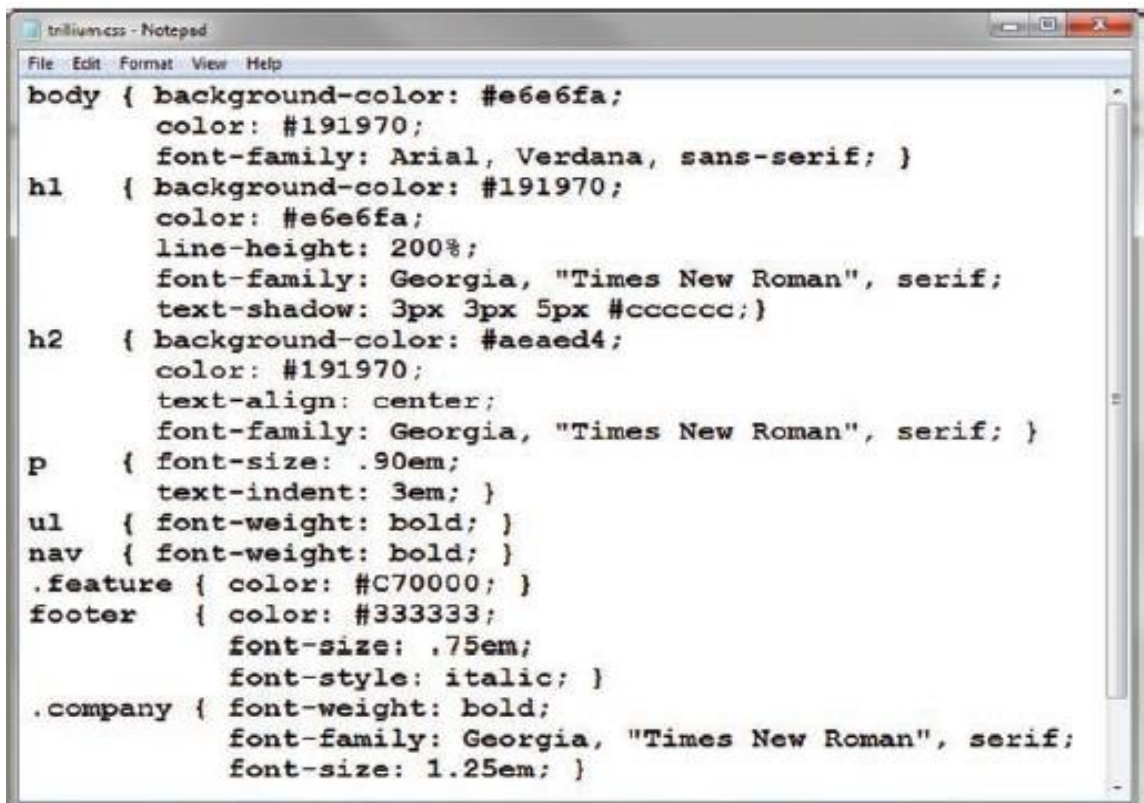 trillium.css - Notepad
File Edit Format View Help
body { background-color: #e6e6fa;
color: #191970;
font-family: Arial, Verdana, sans-serif; }
h1 { background-color: #191970;
color: #e6e6fa;
line-height: 200%;
font-family: Georgia, "Times New Roman", serif;
text-shadow: 3px 3px 5px #cccccc;}
h2 { background-color: #aeaed4;
color: #191970;
text-align: center;
font-family: Georgia, "Times New Roman", serif; }
p { font-size: .90em;
text-indent: 3em; }
ul { font-weight: bold; }
nav { font-weight: bold; }
.feature { color: #C70000; }
footer { color: #333333;
font-size: .75em;
font-style: italic; }
.company { font-weight: bold;
font-family: Georgia, "Times New Roman", serif;
font-size: 1.25em; }